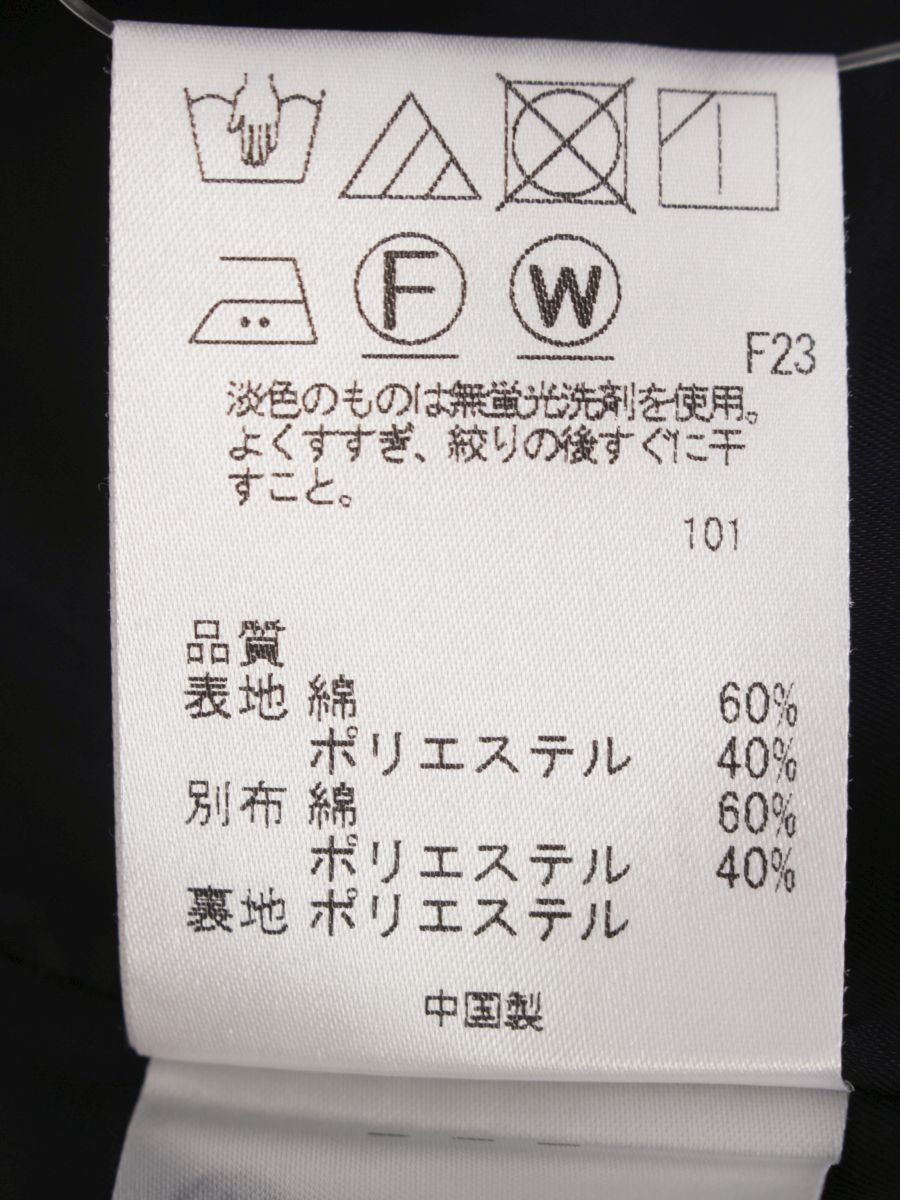 F W
F23
淡色のものは無蛍光洗剤を使用。
よくすすぎ、絞りの後すぐに干
すこと。
101
品質
表地 綿 60%
ポリエステル 40%
別布 綿 60%
ポリエステル 40%
裏地 ポリエステル
中国製